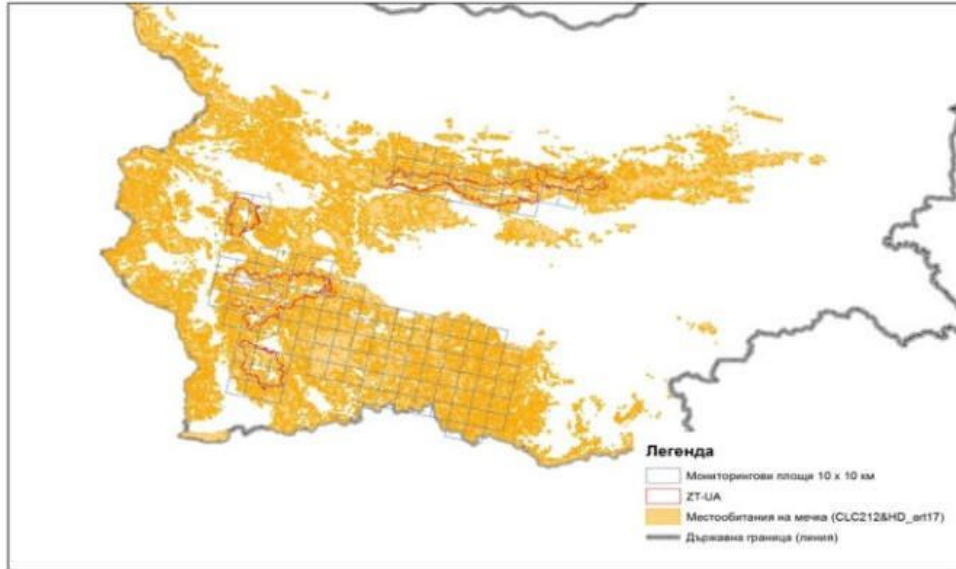 Легенда
Мониторингови площи 10 x 10 км
ZT-UA
Местообитания на мечка (CLC212&HD_art17)
Държавна граница (линия)